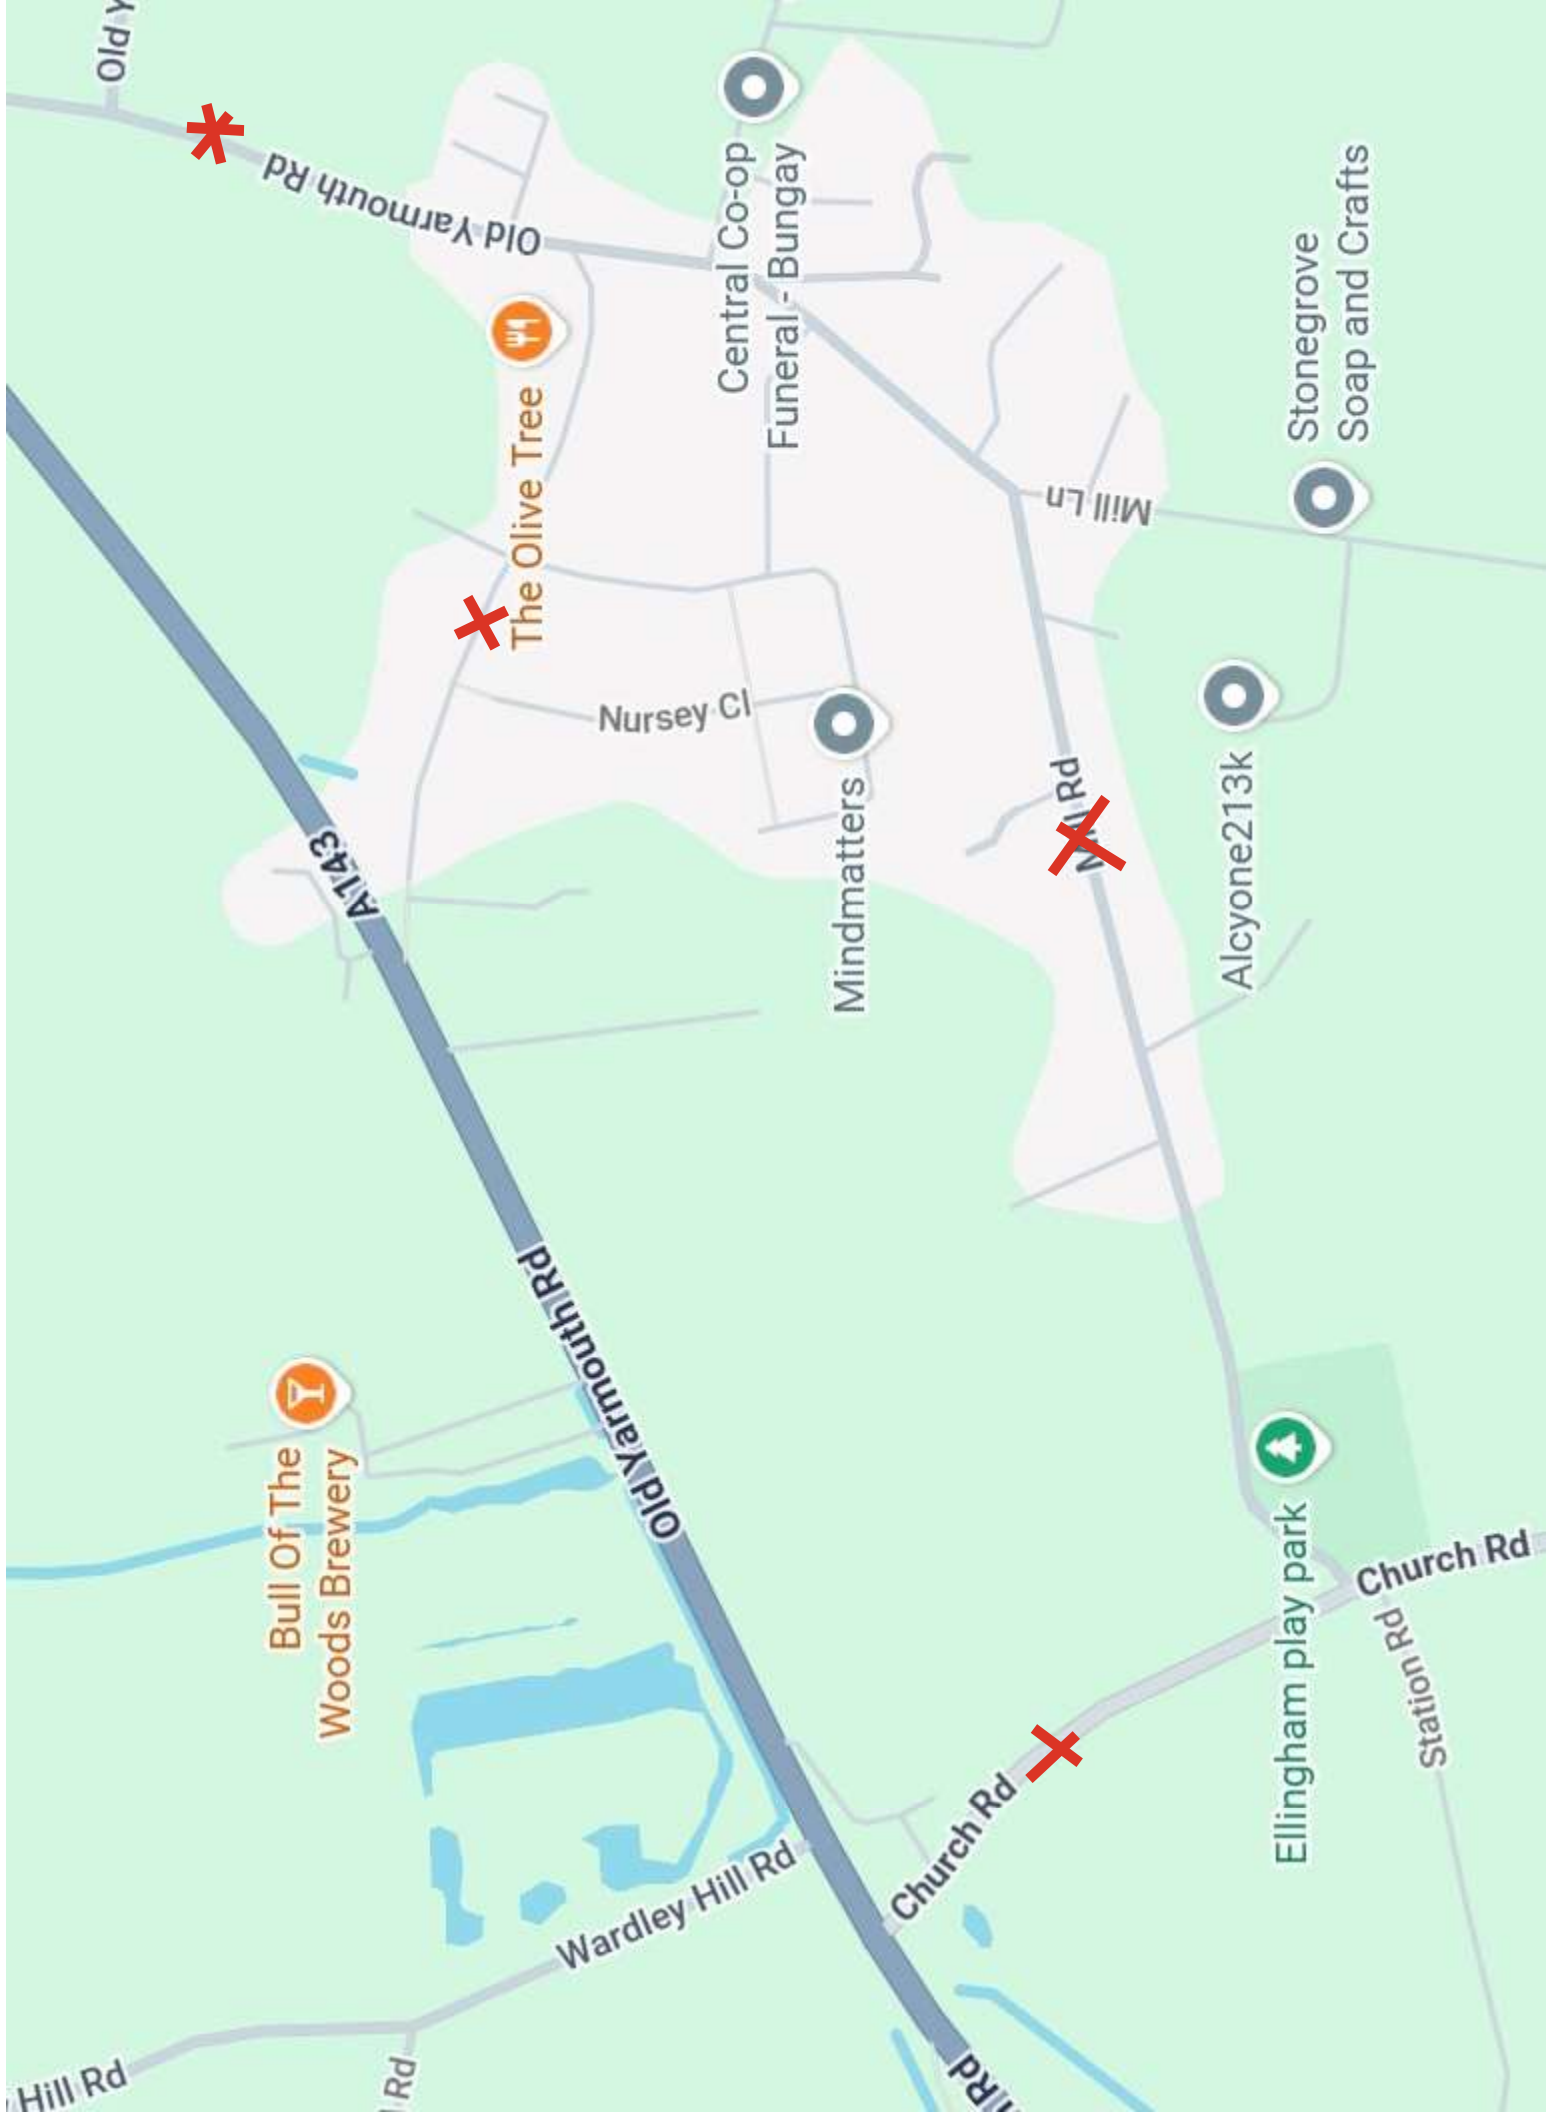 Hill Rd
Old Y
Bull Of The
Woods Brewery
A143
Old Yarmouth Rd
Rd
The Olive Tree
Old Yarmouth Rd
Wardley Hill Rd
Nursey Cl
Central Co-op
Funeral - Bungay
Mindmatters
Church Rd
Rd
Mill Rd
Mill Ln
Alcyone213k
Ellingham play park
Stonegrove
Soap and Crafts
Station Rd
Church Rd